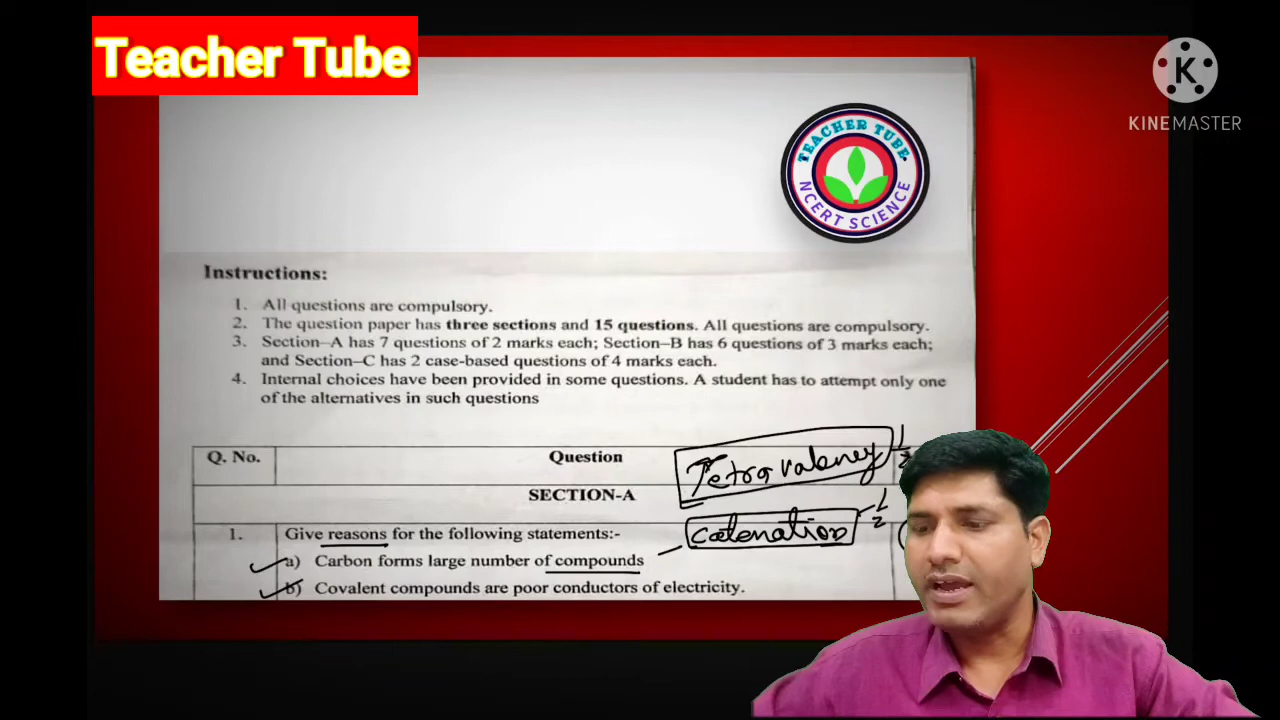 Teacher Tube
K
KINEMASTER
TEACHER TUBE
NCERT SCIENCE
Instructions:
1. All questions are compulsory.
2. The question paper has three sections and 15 questions. All questions are compulsory.
3. Section–A has 7 questions of 2 marks each; Section–B has 6 questions of 3 marks each;
and Section–C has 2 case-based questions of 4 marks each.
4. Internal choices have been provided in some questions. A student has to attempt only one
of the alternatives in such questions
Q. No. Question
Tetravalency 1/2
SECTION-A
catenation 1/2
1. Give reasons for the following statements:-
a) Carbon forms large number of compounds
b) Covalent compounds are poor conductors of electricity.